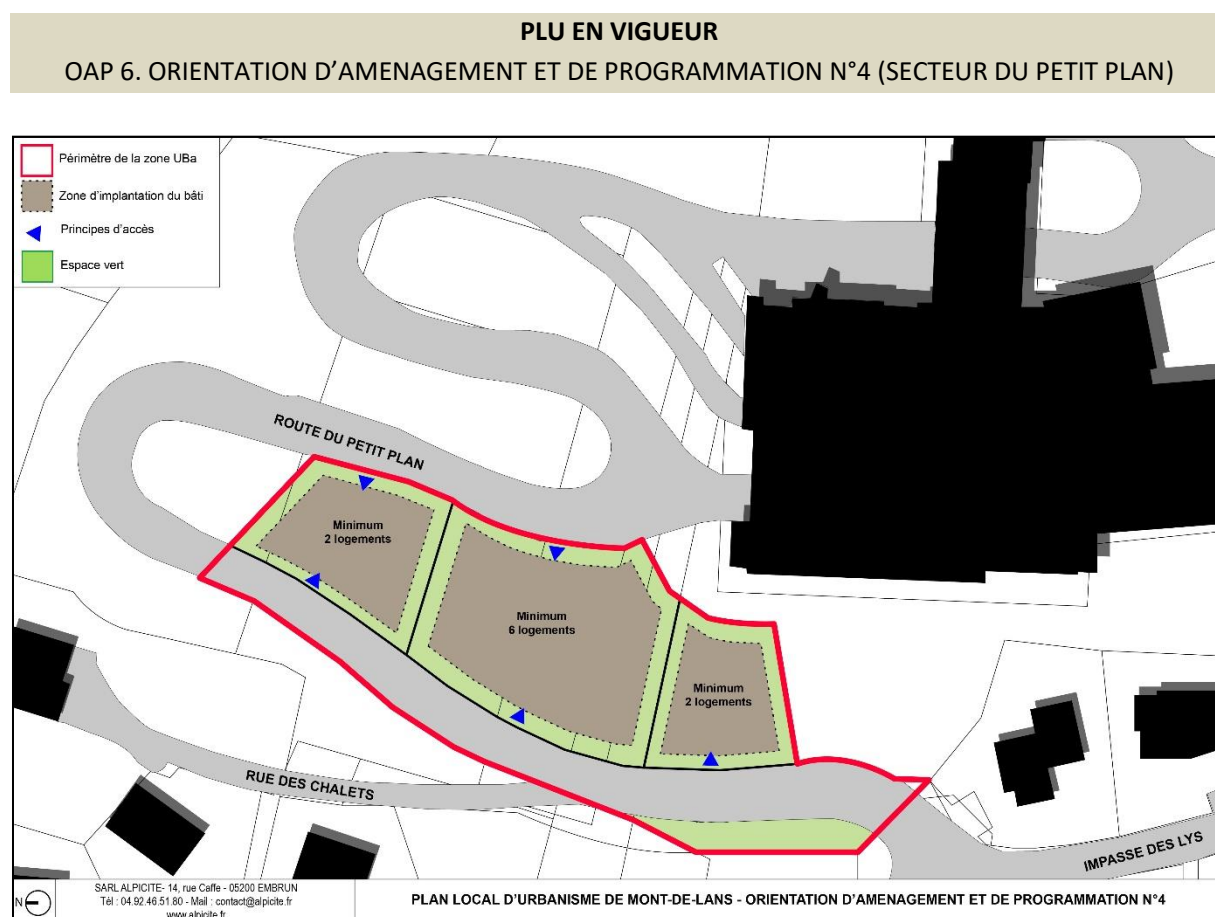 PLU EN VIGUEUR
OAP 6. ORIENTATION D’AMENAGEMENT ET DE PROGRAMMATION N°4 (SECTEUR DU PETIT PLAN)
Périmètre de la zone UBa
Zone d'implantation du bâti
Principes d'accès
Espace vert
ROUTE DU PETIT PLAN
Minimum
2 logements
Minimum
6 logements
Minimum
2 logements
RUE DES CHALETS
IMPASSE DES LYS
N
SARL ALPICITE- 14, rue Caffe - 05200 EMBRUN
Tél : 04.92.46.51.80 - Mail : contact@alpicite.fr
www.alpicite.fr
PLAN LOCAL D'URBANISME DE MONT-DE-LANS - ORIENTATION D'AMENAGEMENT ET DE PROGRAMMATION N°4